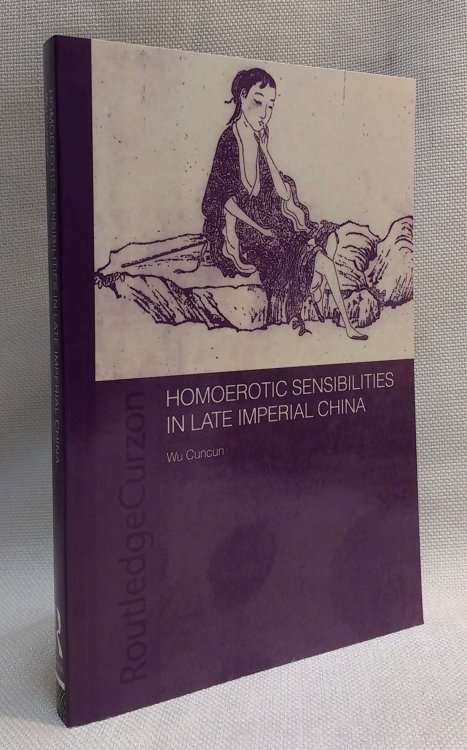 HOMOEROTIC SENSIBILITIES IN LATE IMPERIAL CHINA
HOMOEROTIC SENSIBILITIES
IN LATE IMPERIAL CHINA
Wu Cuncun
RoutledgeCurzon